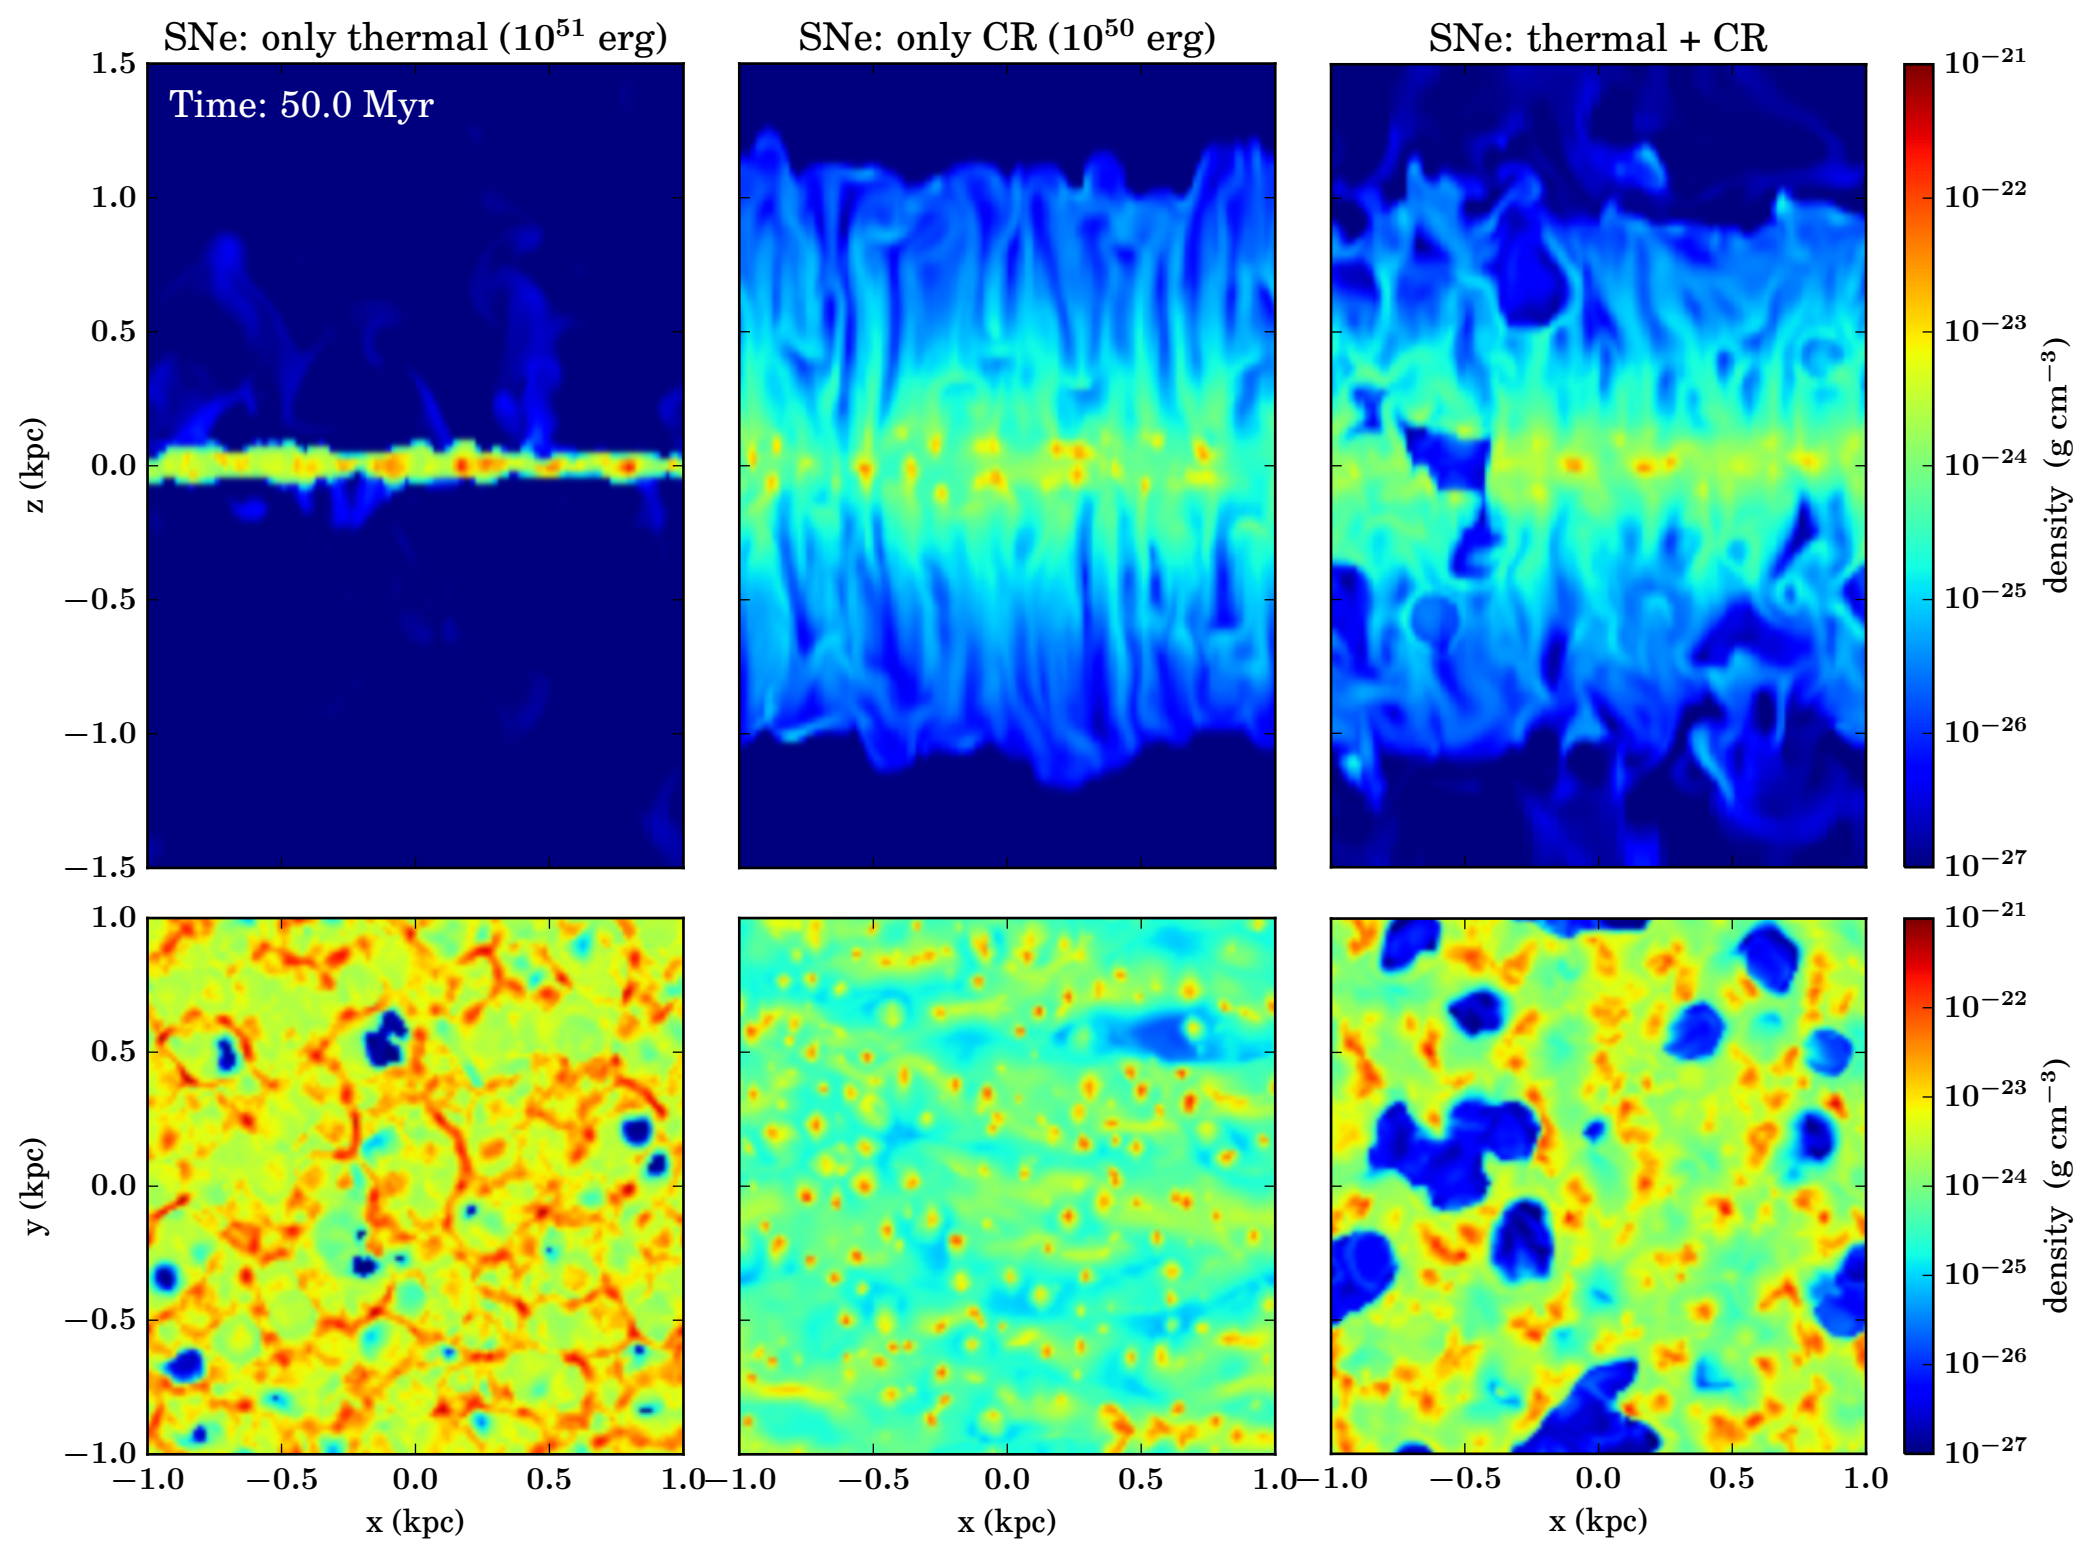 SNe: only thermal (10⁵¹ erg)
SNe: only CR (10⁵⁰ erg)
SNe: thermal + CR
Time: 50.0 Myr
1.5
1.0
0.5
0.0
−0.5
−1.0
−1.5
z (kpc)
10⁻²¹
10⁻²²
10⁻²³
10⁻²⁴
10⁻²⁵
10⁻²⁶
10⁻²⁷
density (g cm⁻³)
1.0
0.5
0.0
−0.5
−1.0
y (kpc)
−1.0 −0.5 0.0 0.5 1.0
x (kpc)
−1.0 −0.5 0.0 0.5 1.0
x (kpc)
−1.0 −0.5 0.0 0.5 1.0
x (kpc)
10⁻²¹
10⁻²²
10⁻²³
10⁻²⁴
10⁻²⁵
10⁻²⁶
10⁻²⁷
density (g cm⁻³)